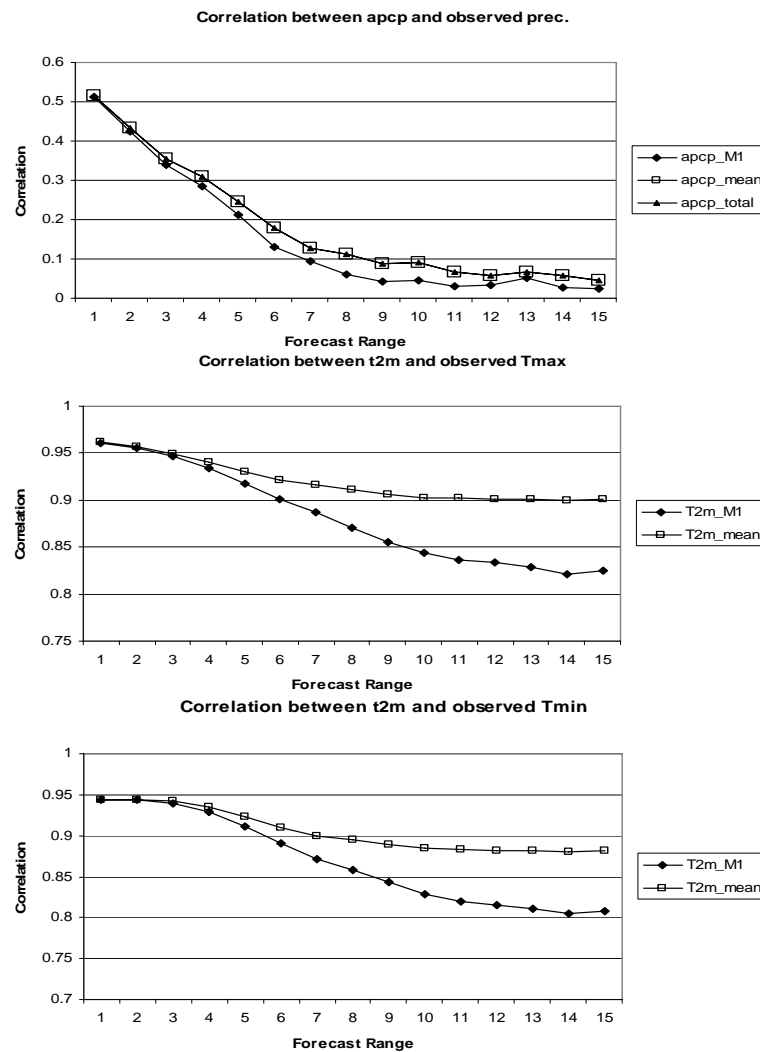 Correlation between apcp and observed prec.
0.6
0.5
0.4
0.3
0.2
0.1
0
Correlation
1 2 3 4 5 6 7 8 9 10 11 12 13 14 15
Forecast Range
apcp_M1
apcp_mean
apcp_total
Correlation between t2m and observed Tmax
1
0.95
0.9
0.85
0.8
0.75
Correlation
1 2 3 4 5 6 7 8 9 10 11 12 13 14 15
Forecast Range
T2m_M1
T2m_mean
Correlation between t2m and observed Tmin
1
0.95
0.9
0.85
0.8
0.75
0.7
Correlation
1 2 3 4 5 6 7 8 9 10 11 12 13 14 15
Forecast Range
T2m_M1
T2m_mean